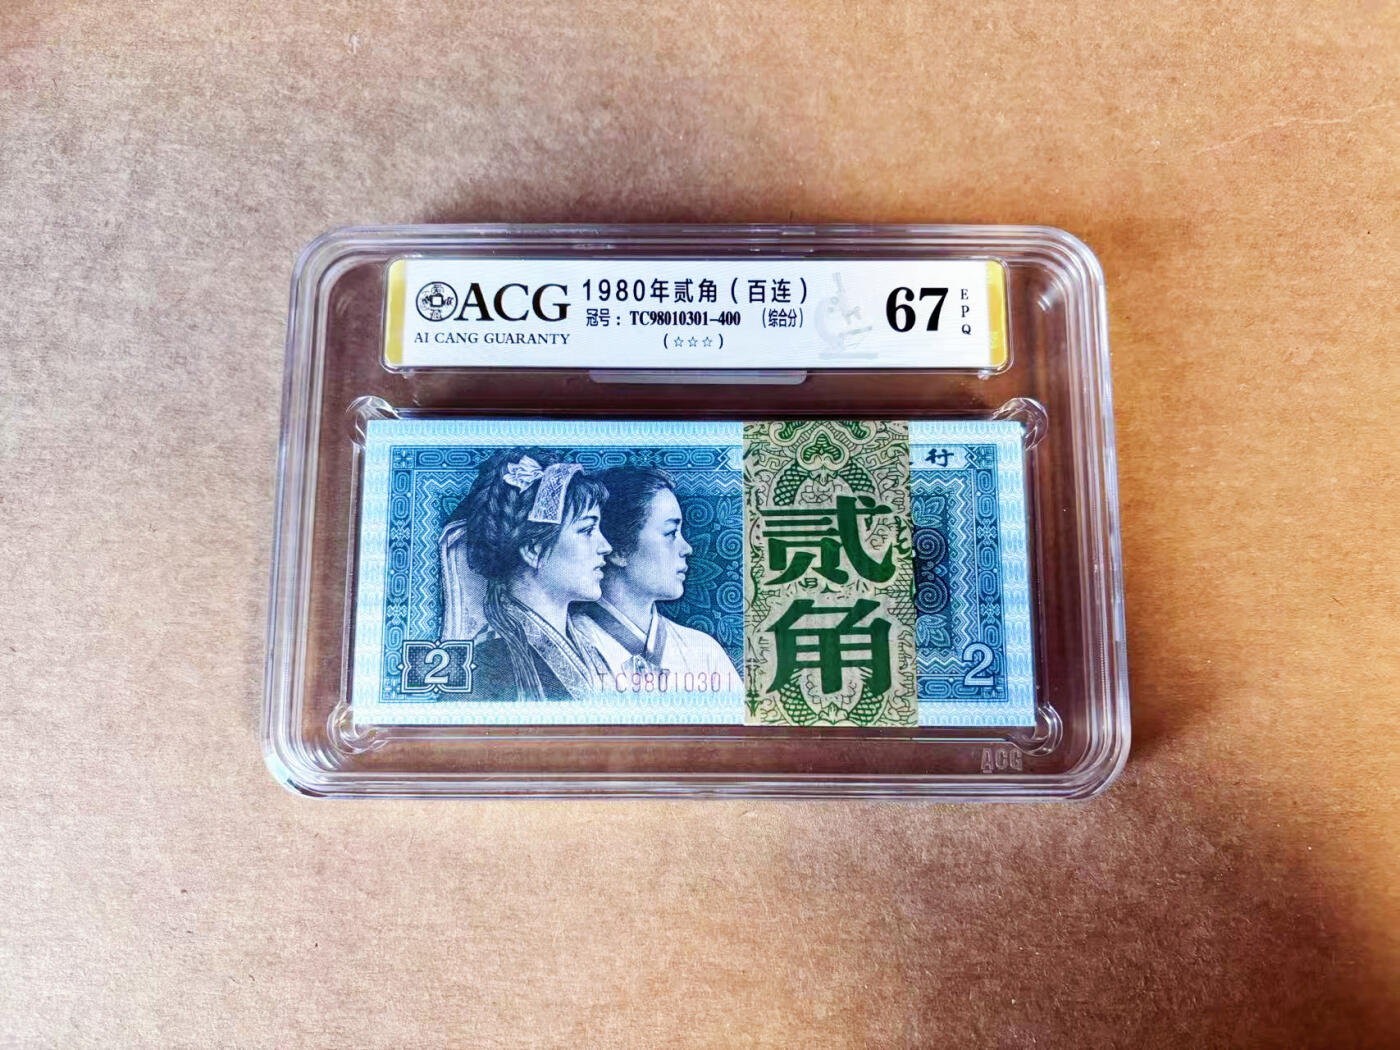 ACG
AI CANG GUARANTY
1980年贰角（百连）
冠号：TC98010301-400 （综合分）
（☆☆☆）
67
EPQ
行
贰角
2
TC98010301
2
ACG